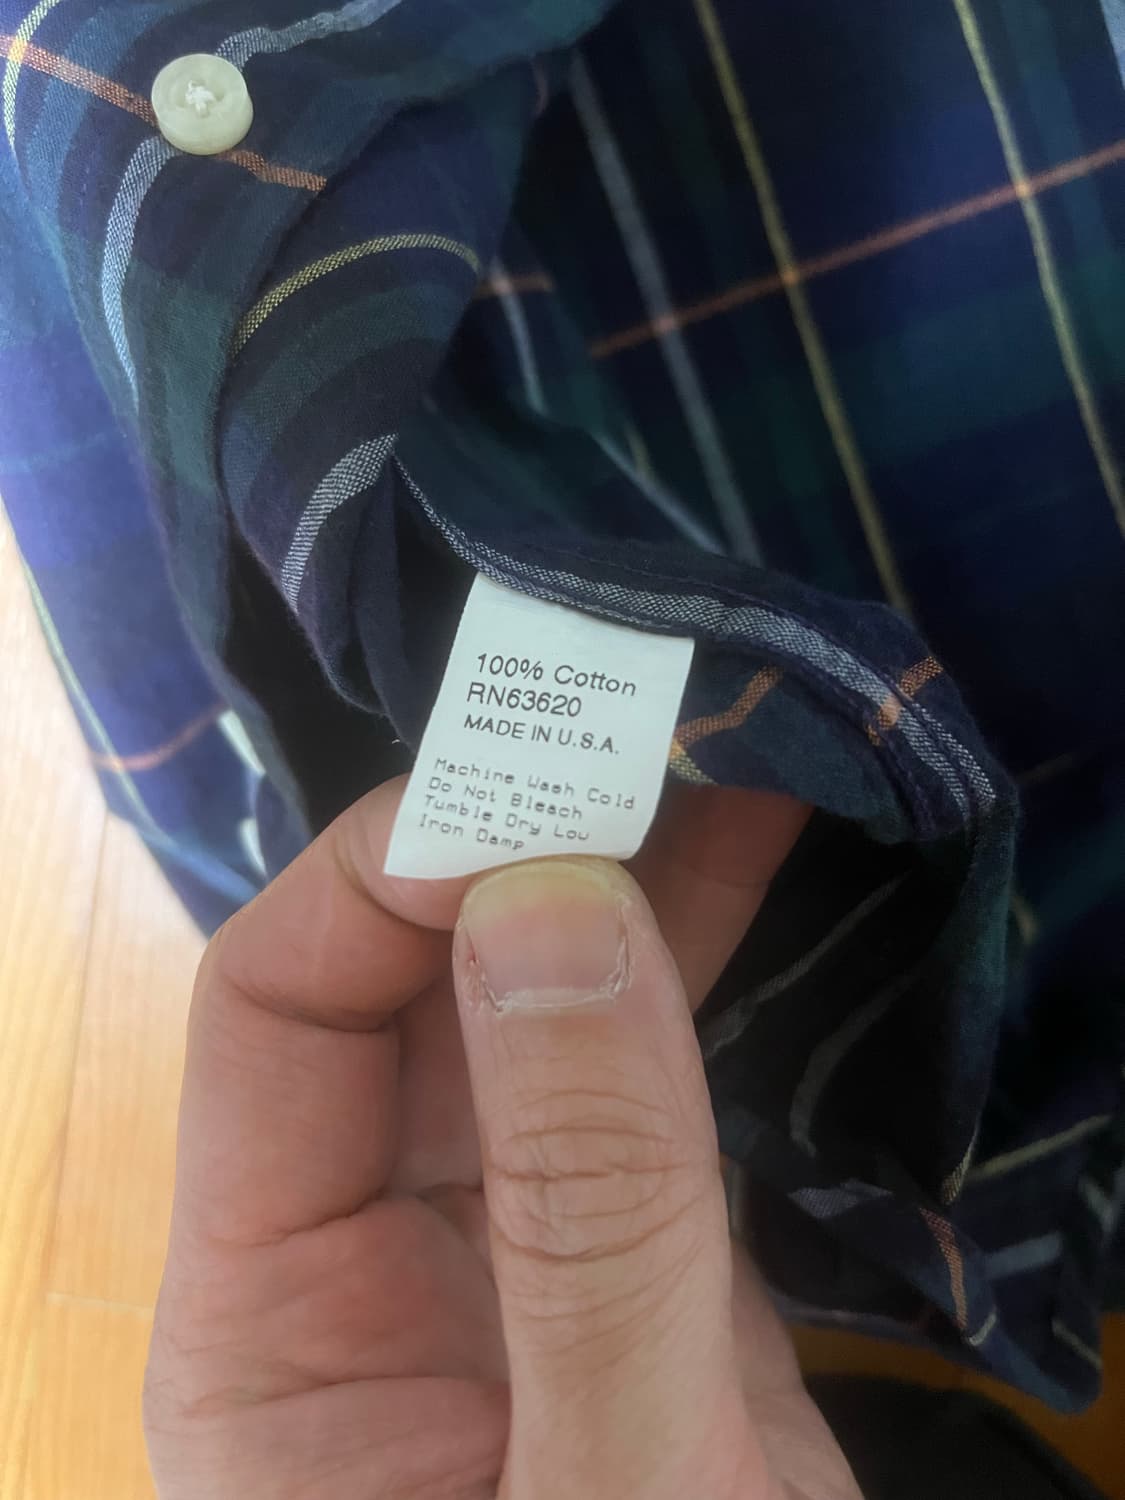 100% Cotton
RN63620
MADE IN U.S.A.
Machine Wash Cold
Do Not Bleach
Tumble Dry Low
Iron Damp